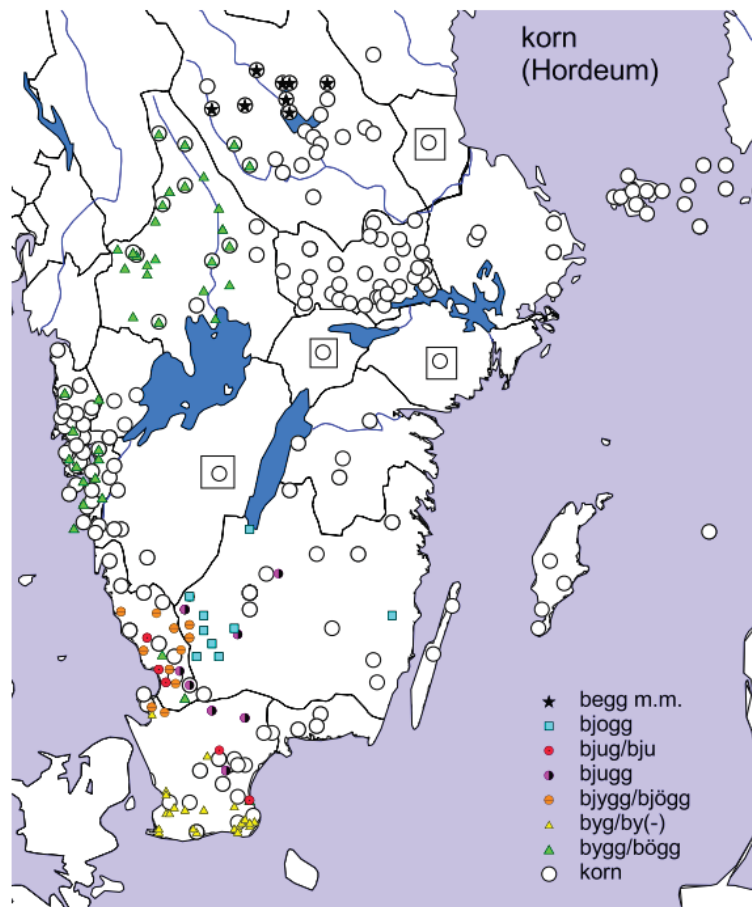 korn
(Hordeum)
begg m.m.
bjogg
bjug/bju
bjugg
bjygg/bjögg
byg/by(-)
bygg/bögg
korn